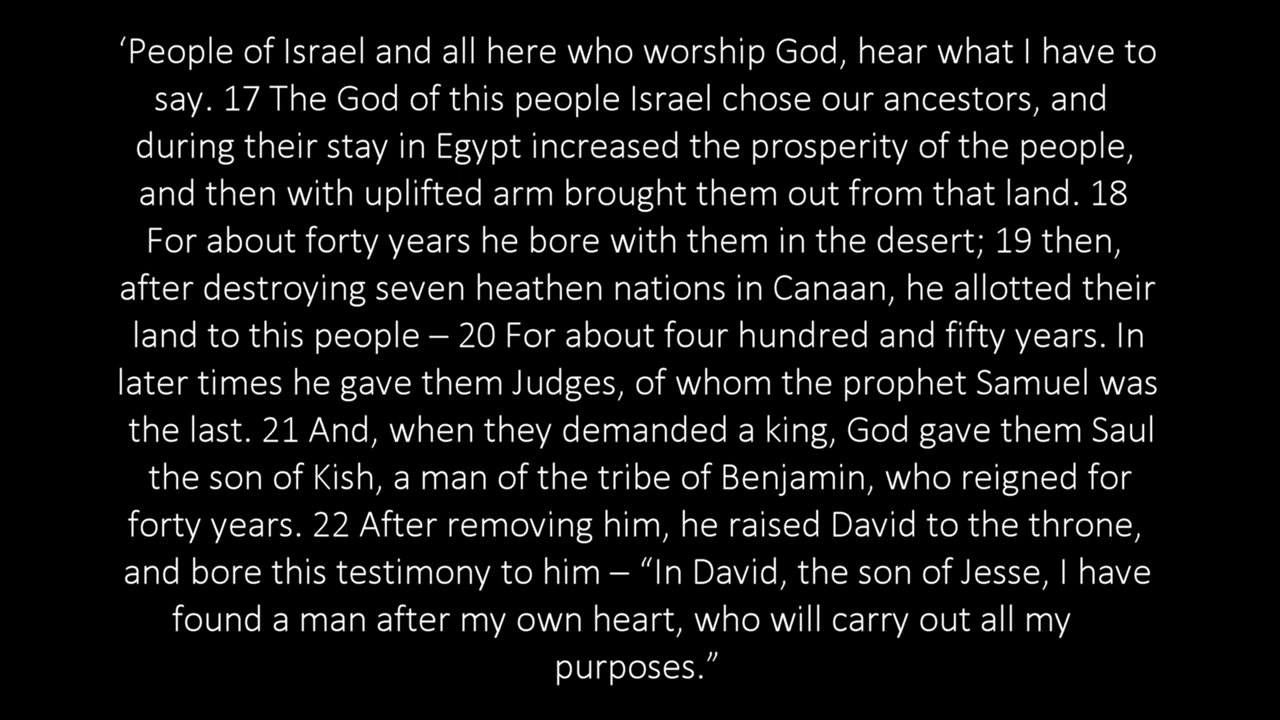 ‘People of Israel and all here who worship God, hear what I have to
say. 17 The God of this people Israel chose our ancestors, and
during their stay in Egypt increased the prosperity of the people,
and then with uplifted arm brought them out from that land. 18
For about forty years he bore with them in the desert; 19 then,
after destroying seven heathen nations in Canaan, he allotted their
land to this people – 20 For about four hundred and fifty years. In
later times he gave them Judges, of whom the prophet Samuel was
the last. 21 And, when they demanded a king, God gave them Saul
the son of Kish, a man of the tribe of Benjamin, who reigned for
forty years. 22 After removing him, he raised David to the throne,
and bore this testimony to him – “In David, the son of Jesse, I have
found a man after my own heart, who will carry out all my
purposes.”